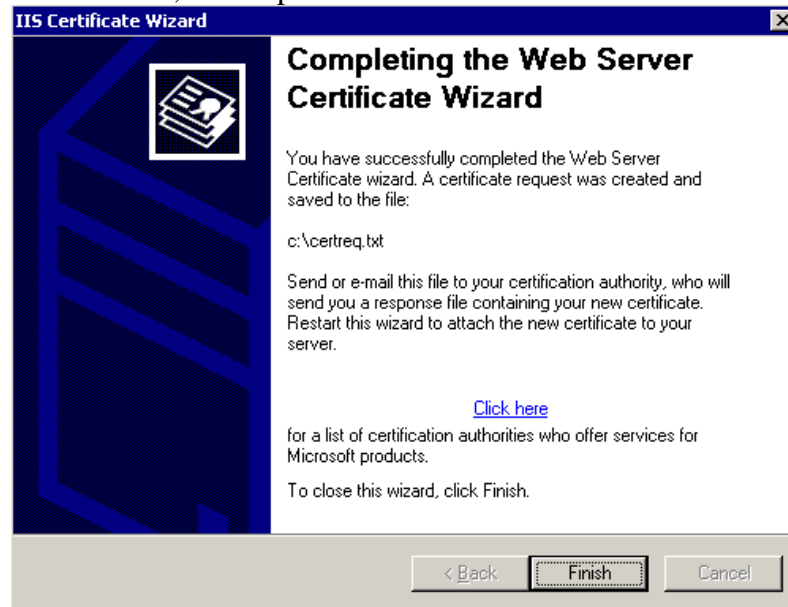 IIS Certificate Wizard
Completing the Web Server
Certificate Wizard
You have successfully completed the Web Server
Certificate wizard. A certificate request was created and
saved to the file:
c:\certreq.txt
Send or e-mail this file to your certification authority, who will
send you a response file containing your new certificate.
Restart this wizard to attach the new certificate to your
server.
Click here
for a list of certification authorities who offer services for
Microsoft products.
To close this wizard, click Finish.
< Back Finish Cancel